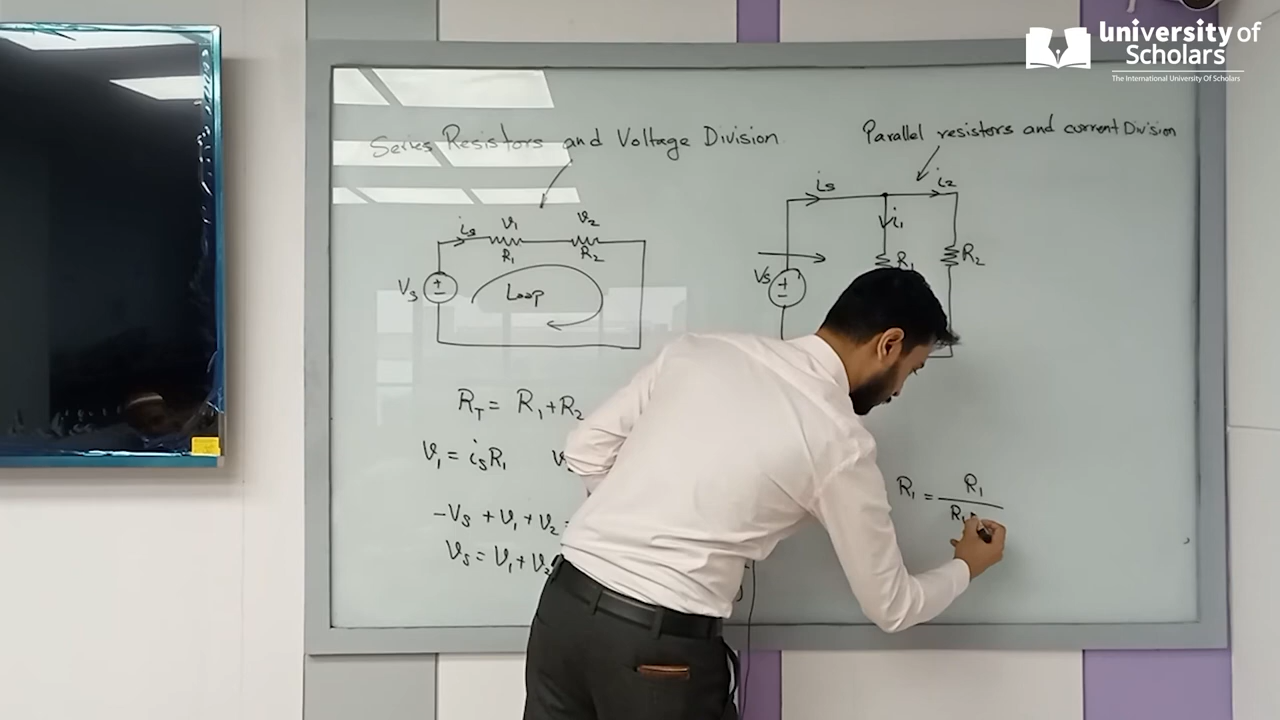 University of
Scholars
The International University Of Scholars
Series Resistors and Voltage Division
Parallel resistors and current Division
is
i2
i1
V1
V2
is
R1
R2
R1
R2
Vs
Vs
Loop
RT = R1+R2
V1 = isR1
-Vs + V1 + V2 =
Vs = V1 + V2
R1 = R1
R1